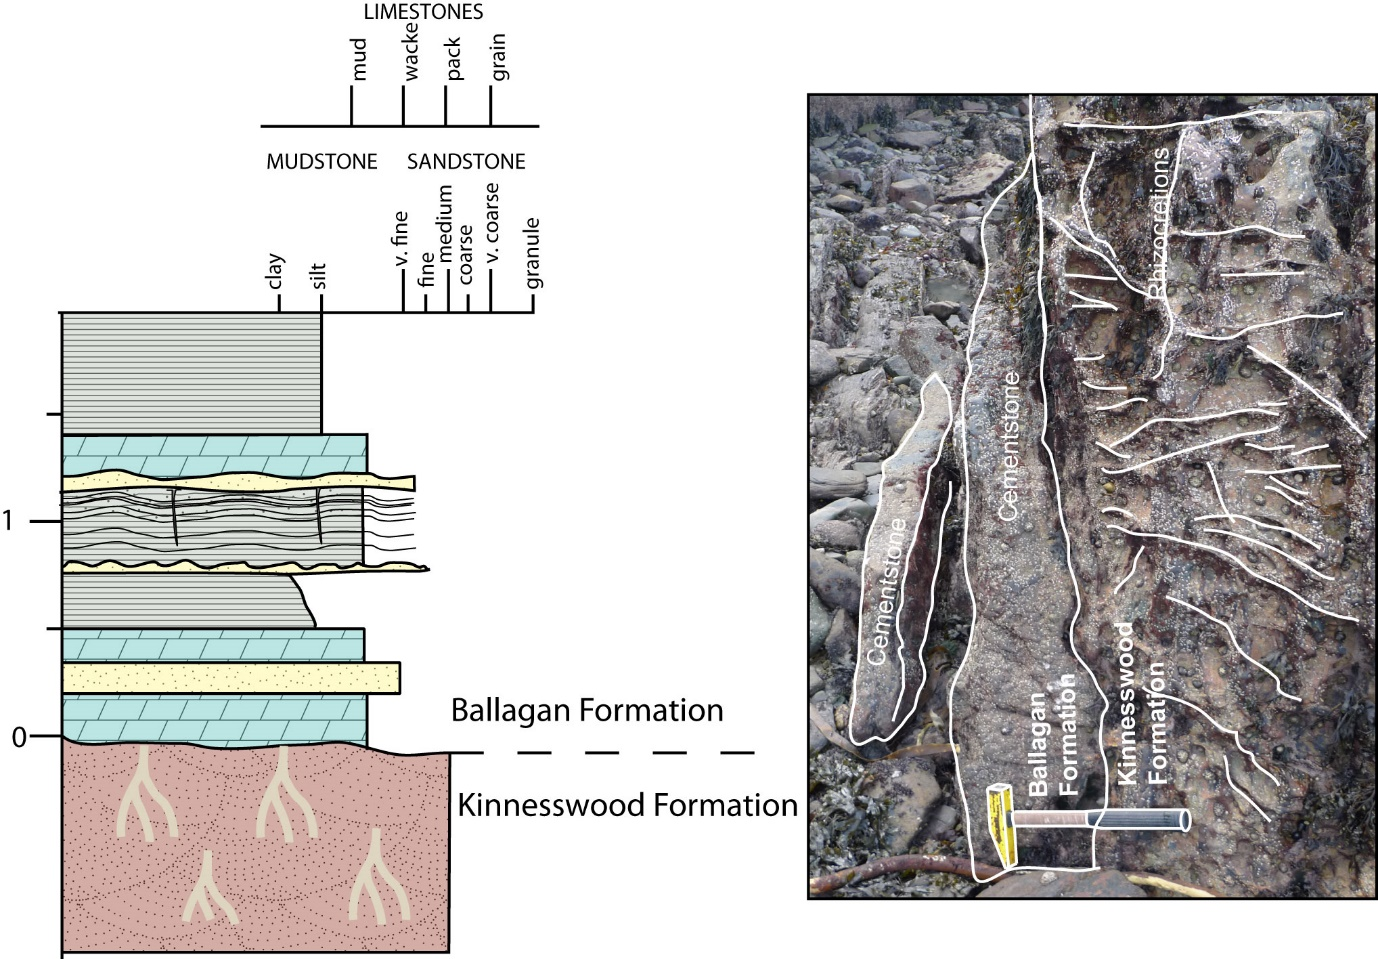 LIMESTONES
mud
wacke
pack
grain
MUDSTONE
SANDSTONE
clay
silt
v. fine
fine
medium
coarse
v. coarse
granule
1
0
Ballagan Formation
Kinnesswood Formation
Rhizocretions
Cementstone
Cementstone
Ballagan
Formation
Kinnesswood
Formation